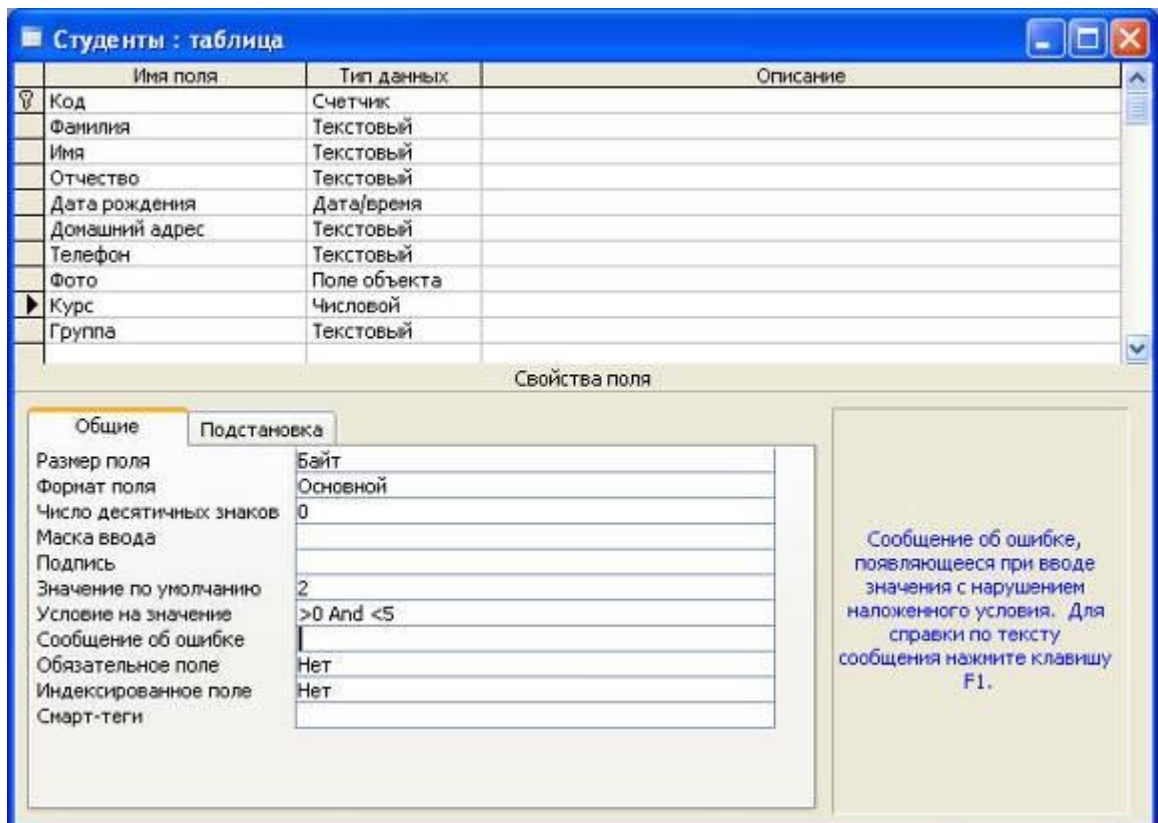 Студенты : таблица
Имя поля Тип данных Описание
Код Счетчик
Фамилия Текстовый
Имя Текстовый
Отчество Текстовый
Дата рождения Дата/время
Домашний адрес Текстовый
Телефон Текстовый
Фото Поле объекта
Курс Числовой
Группа Текстовый
Свойства поля
Общие Подстановка
Размер поля Байт
Формат поля Основной
Число десятичных знаков 0
Маска ввода
Подпись
Значение по умолчанию 2
Условие на значение >0 And <5
Сообщение об ошибке
Обязательное поле Нет
Индексированное поле Нет
Смарт-теги
Сообщение об ошибке,
появляющееся при вводе
значения с нарушением
наложенного условия. Для
справки по тексту
сообщения нажмите клавишу
F1.